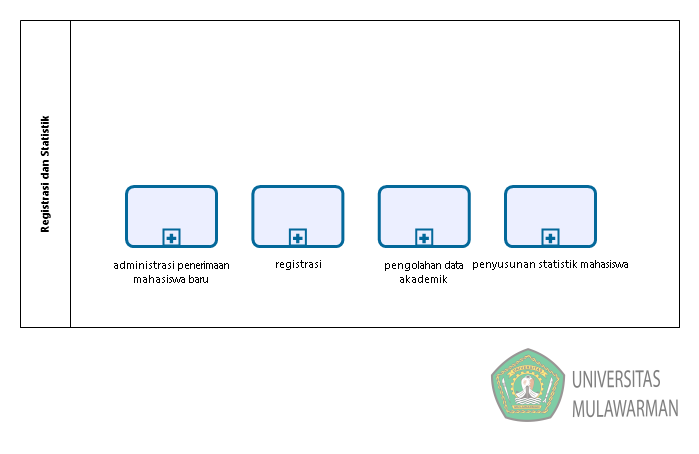 Registrasi dan Statistik
administrasi penerimaan
mahasiswa baru
registrasi
pengolahan data
akademik
penyusunan statistik mahasiswa
UNIVERSITAS
MULAWARMAN